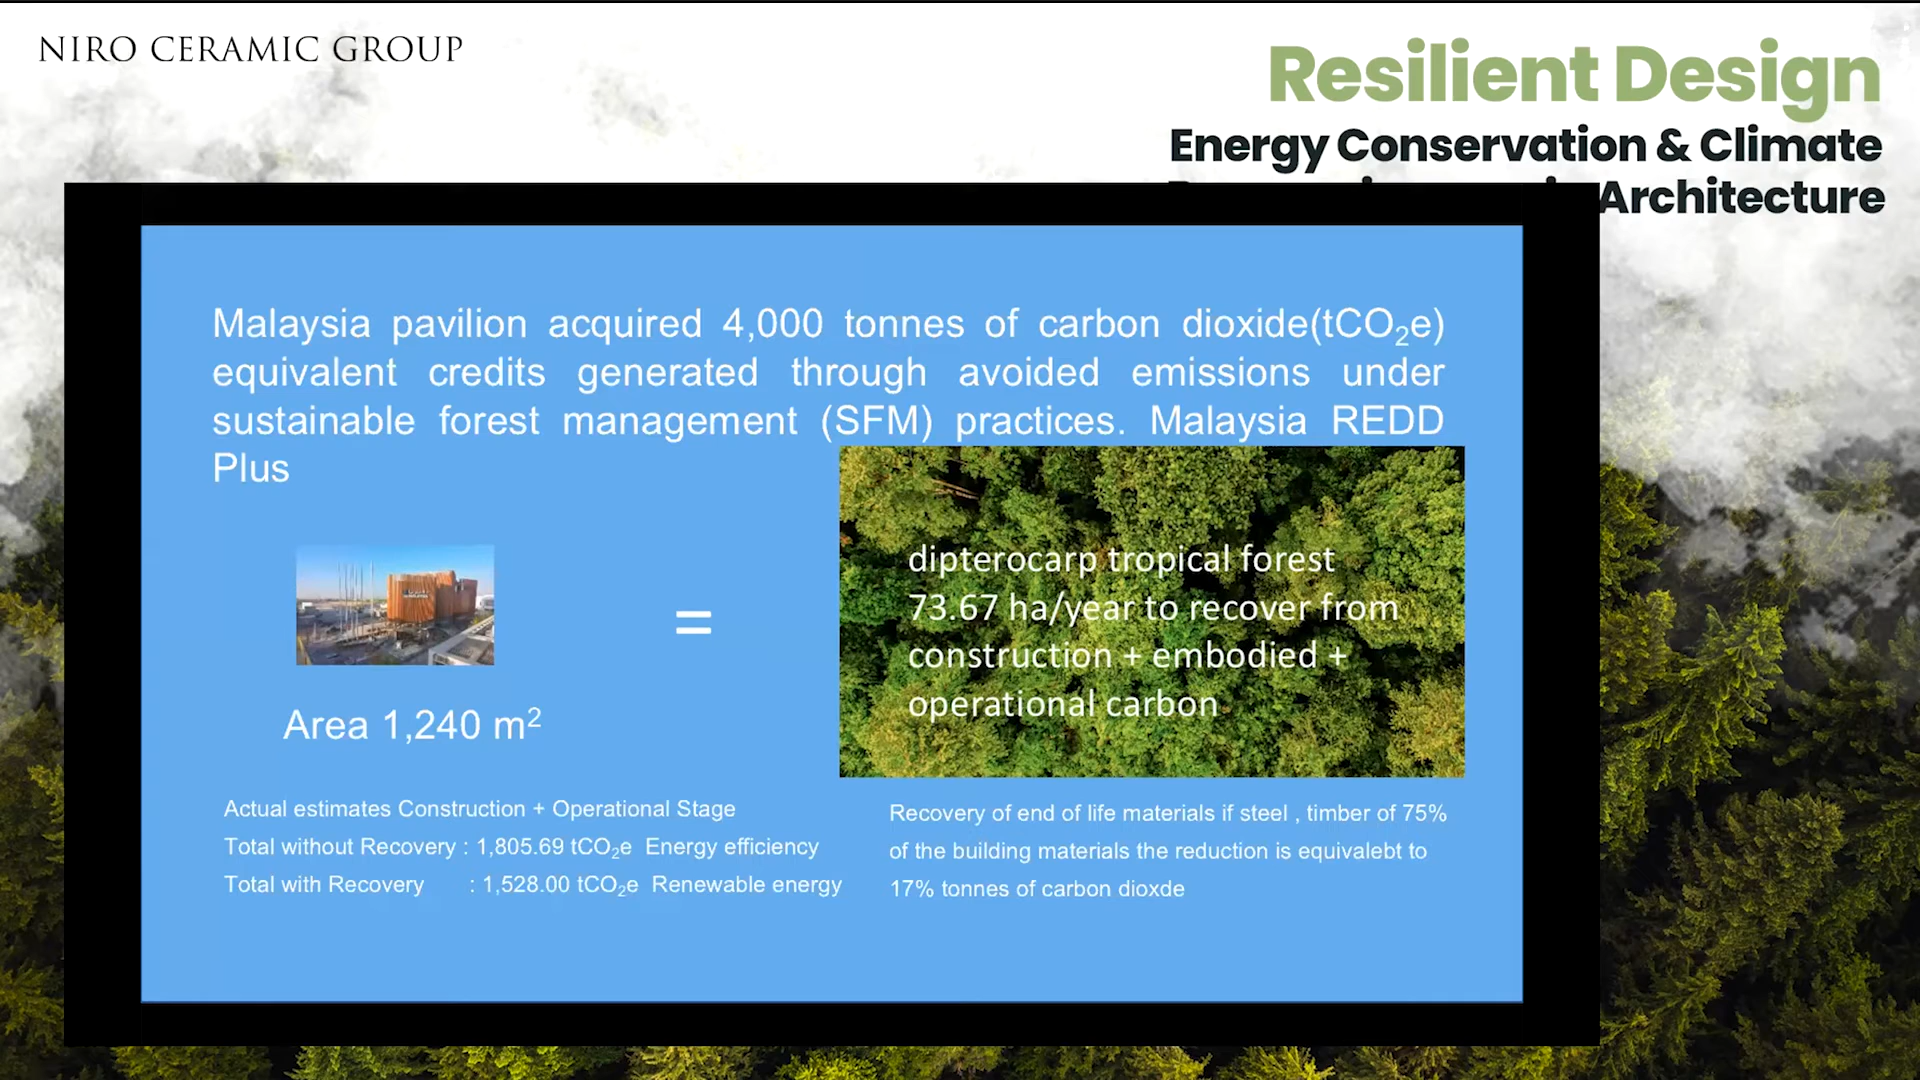 NIRO CERAMIC GROUP
Resilient Design
Energy Conservation & Climate
Architecture
Malaysia pavilion acquired 4,000 tonnes of carbon dioxide(tCO₂e)
equivalent credits generated through avoided emissions under
sustainable forest management (SFM) practices. Malaysia REDD
Plus
dipterocarp tropical forest
73.67 ha/year to recover from
construction + embodied +
operational carbon
=
Area 1,240 m²
Actual estimates Construction + Operational Stage
Total without Recovery : 1,805.69 tCO₂e Energy efficiency
Total with Recovery : 1,528.00 tCO₂e Renewable energy
Recovery of end of life materials if steel , timber of 75%
of the building materials the reduction is equivalebt to
17% tonnes of carbon dioxde